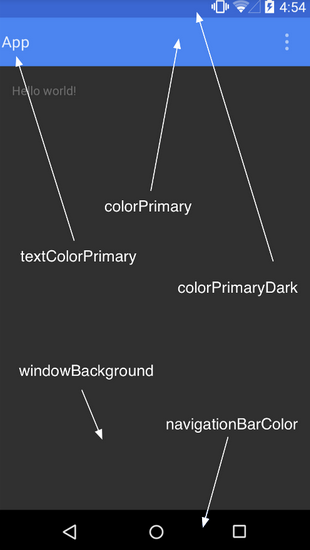 4:54
App
Hello world!
colorPrimary
textColorPrimary
colorPrimaryDark
windowBackground
navigationBarColor